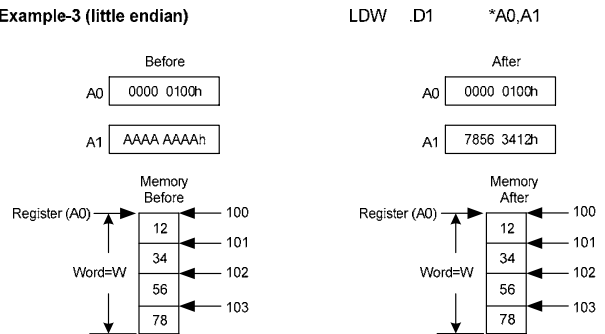 Example-3 (little endian) LDW .D1 *A0,A1
Before After
A0 0000 0100h A0 0000 0100h
A1 AAAA AAAAh A1 7856 3412h
Memory Memory
Before After
Register (A0) 100 Register (A0) 100
12 12
101 101
34 34
Word=W 102 Word=W 102
56 56
103 103
78 78